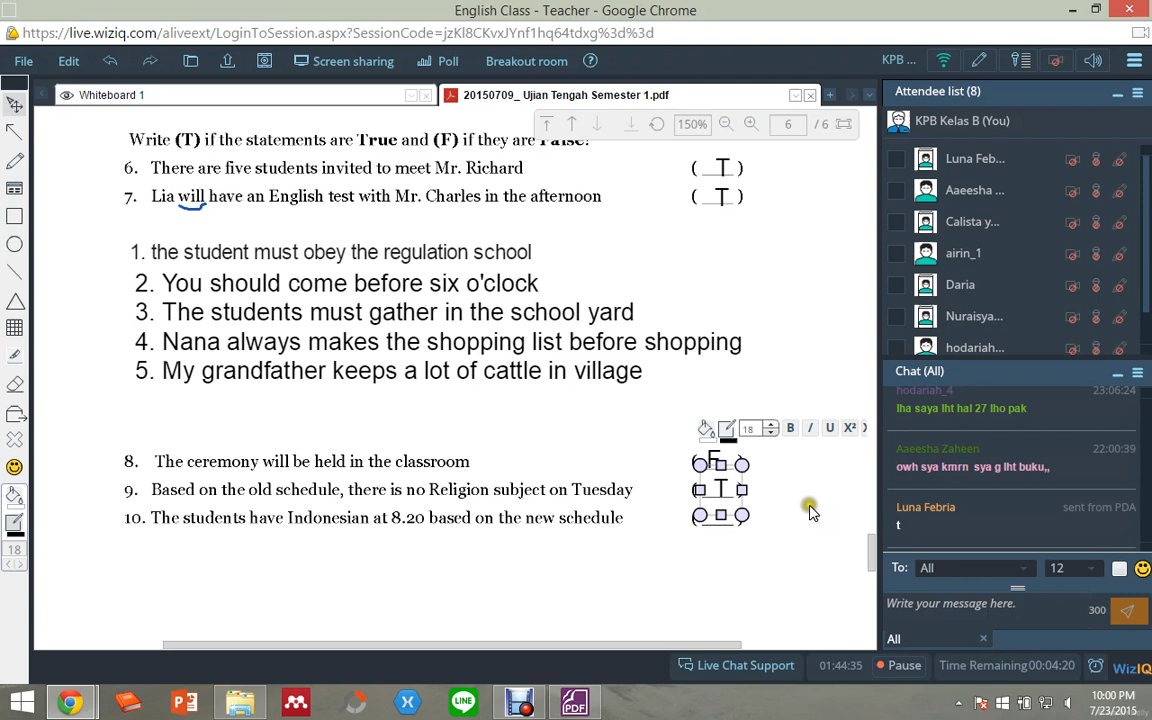 English Class - Teacher - Google Chrome
https://live.wiziq.com/aliveext/LoginToSession.aspx?SessionCode=jzKl8CKvxJYnf1hq64tdxg%3d%3d
File Edit Screen sharing Poll Breakout room ? KPB ...
Whiteboard 1
20150709_ Ujian Tengah Semester 1.pdf
Attendee list (8)
150% 6 / 6
KPB Kelas B (You)
Write (T) if the statements are True and (F) if they are False!
Luna Feb...
6. There are five students invited to meet Mr. Richard ( T )
Aaeesha ...
7. Lia will have an English test with Mr. Charles in the afternoon ( T )
Calista y...
1. the student must obey the regulation school
airin_1
2. You should come before six o'clock
Daria
3. The students must gather in the school yard
Nuraisya...
4. Nana always makes the shopping list before shopping
hodariah...
5. My grandfather keeps a lot of cattle in village
Chat (All)
hodariah_4 23:06:24
lha saya lht hal 27 lho pak
18 B I U X²
Aaeesha Zaheen 22:00:39
owh sya kmrn sya g lht buku,,
8. The ceremony will be held in the classroom ( F
9. Based on the old schedule, there is no Religion subject on Tuesday ( T )
Luna Febria sent from PDA
t
10. The students have Indonesian at 8.20 based on the new schedule
18
To: All 12
Write your message here. 300
All
Live Chat Support 01:44:35 Pause Time Remaining00:04:20 WizIQ
10:00 PM
7/23/2015